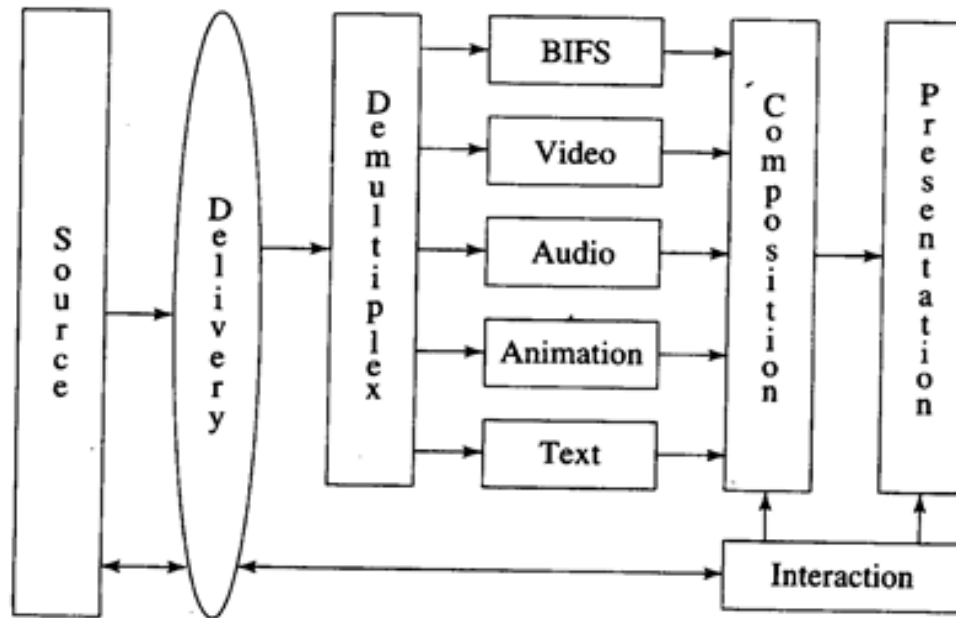 Source
Delivery
Demultiplex
BIFS
Video
Audio
Animation
Text
Composition
Presentation
Interaction